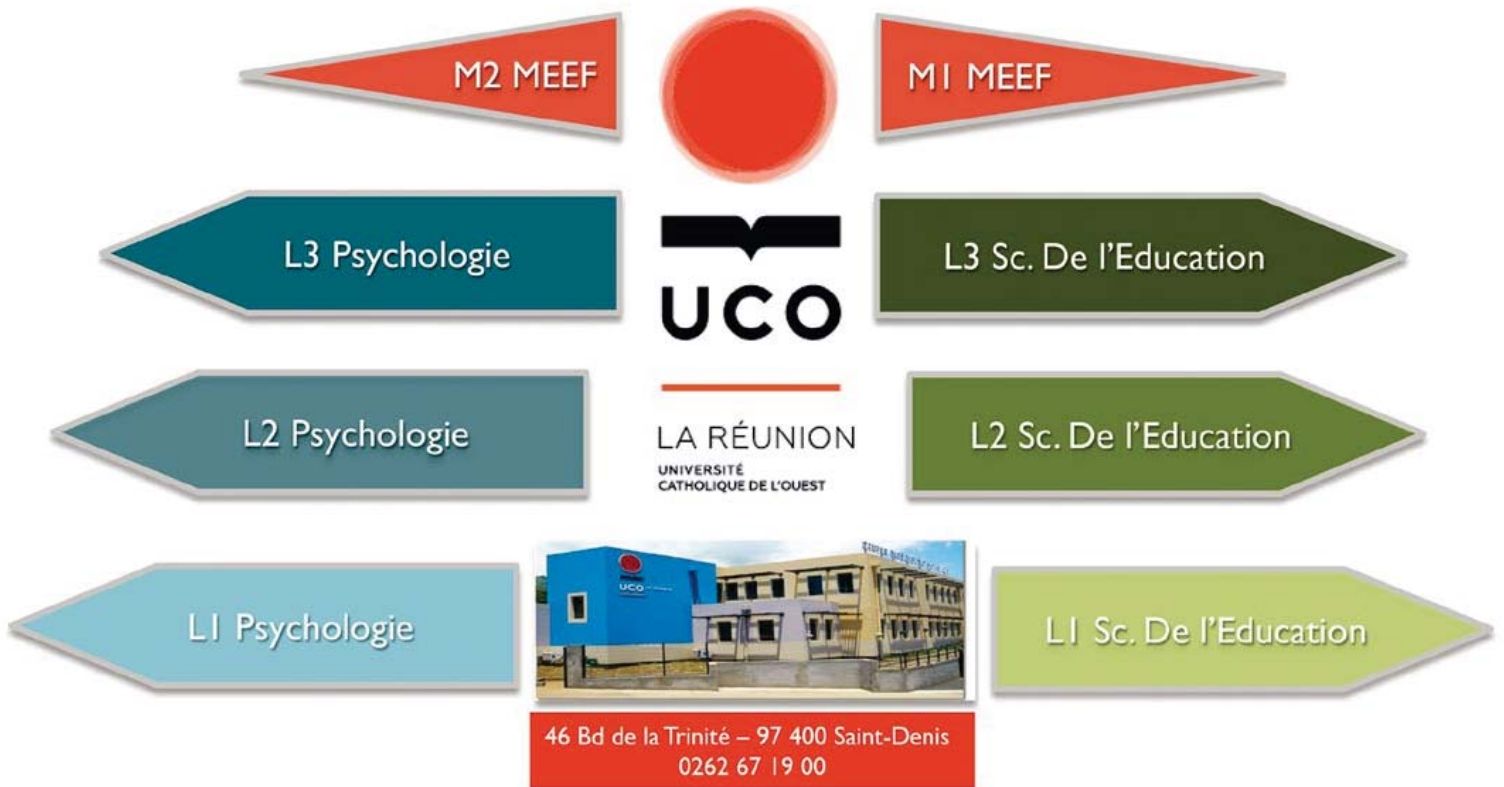 M2 MEEF
M1 MEEF
L3 Psychologie
UCO
L3 Sc. De l'Education
L2 Psychologie
LA RÉUNION
UNIVERSITÉ
CATHOLIQUE DE L'OUEST
L2 Sc. De l'Education
UCO
L1 Psychologie
L1 Sc. De l'Education
46 Bd de la Trinité – 97 400 Saint-Denis
0262 67 19 00